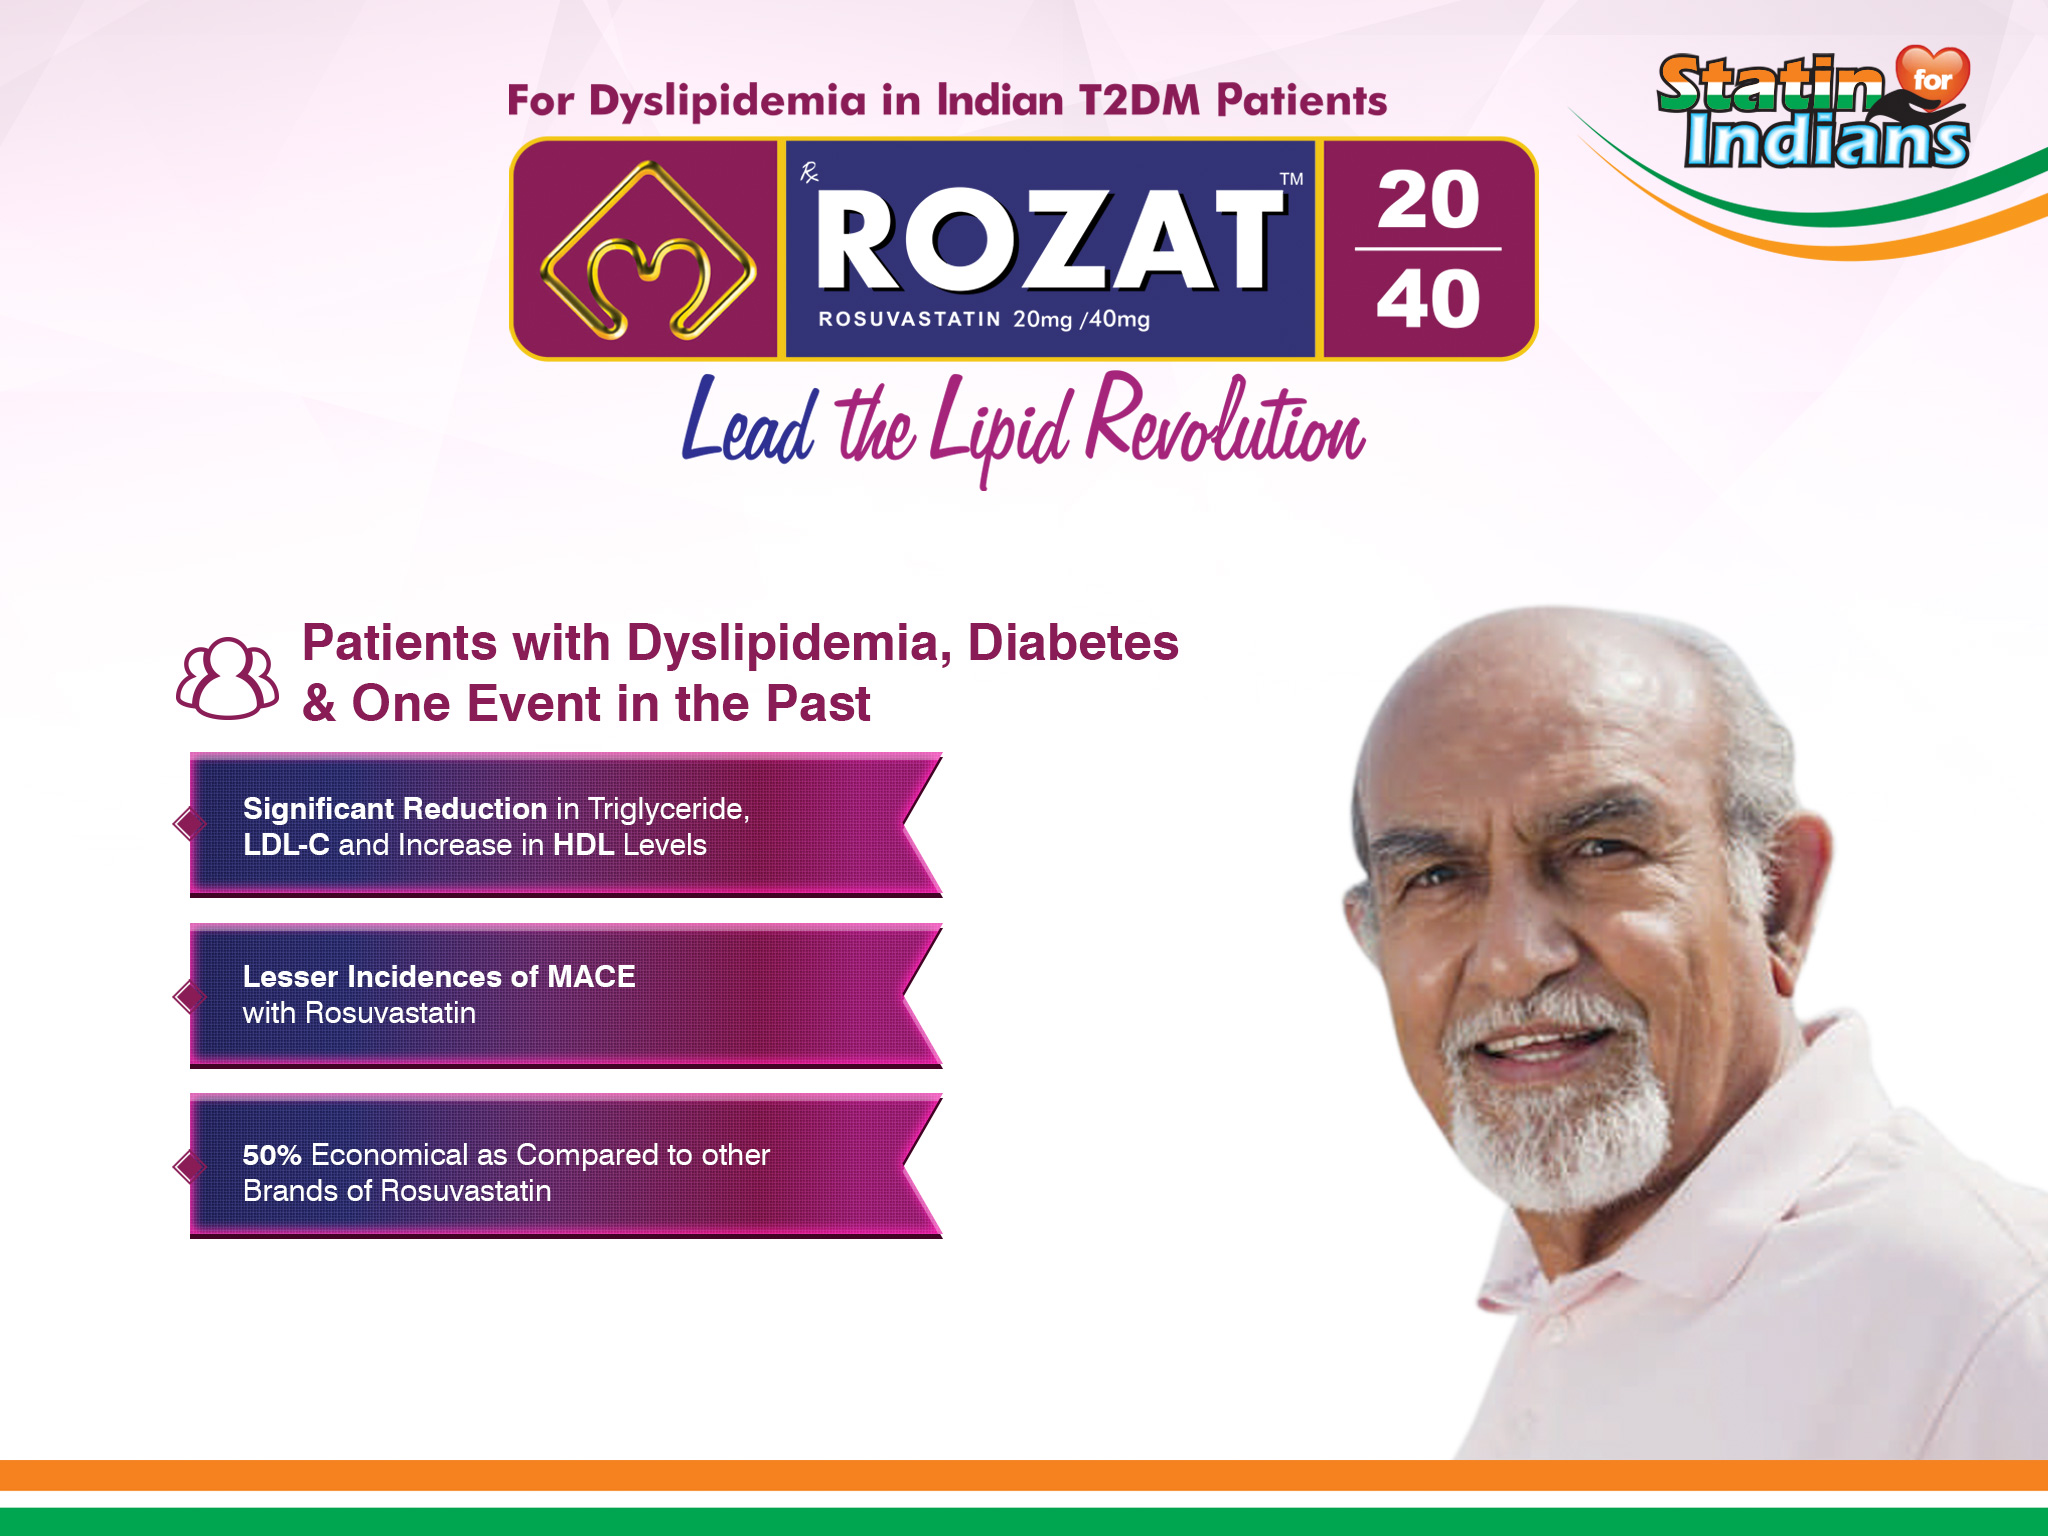 For Dyslipidemia in Indian T2DM Patients
Statin for
Indians
Rx
ROZAT™
ROSUVASTATIN 20mg /40mg
20
40
Lead the Lipid Revolution
Patients with Dyslipidemia, Diabetes
& One Event in the Past
Significant Reduction in Triglyceride,
LDL-C and Increase in HDL Levels
Lesser Incidences of MACE
with Rosuvastatin
50% Economical as Compared to other
Brands of Rosuvastatin